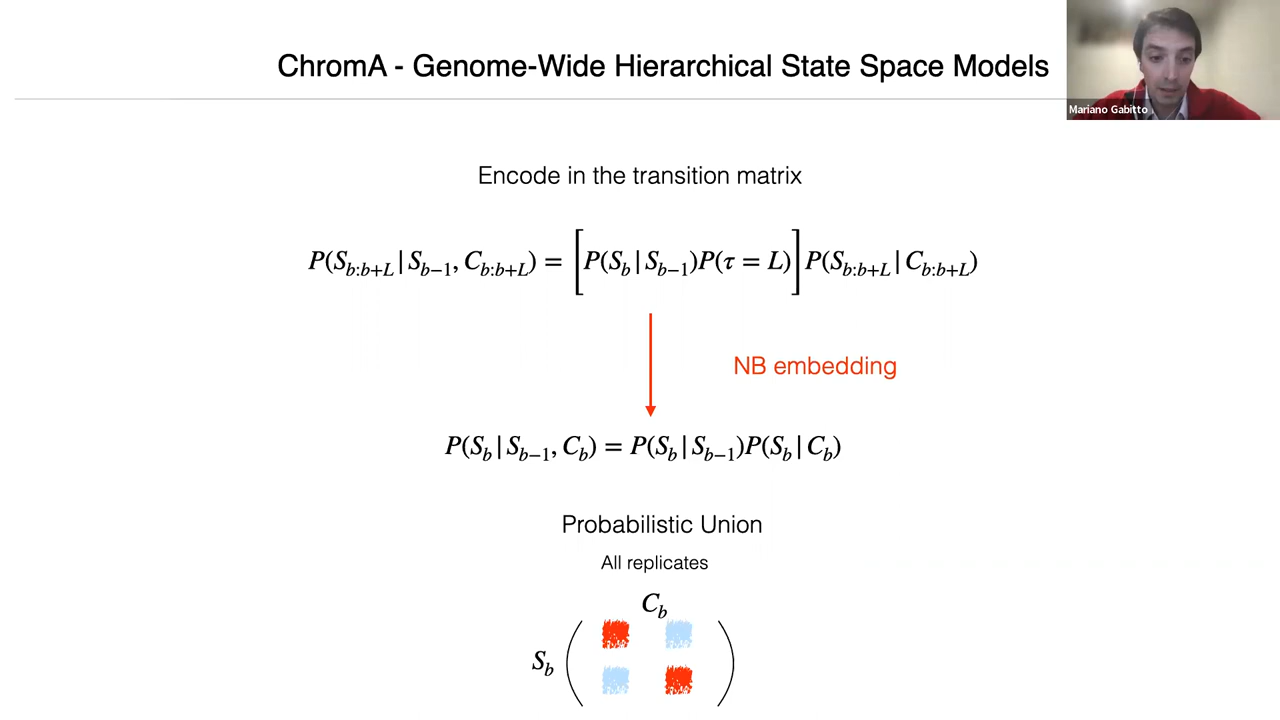 ChromA - Genome-Wide Hierarchical State Space Models
Mariano Gabitto
Encode in the transition matrix
P(S_{b:b+L} | S_{b−1}, C_{b:b+L}) = [P(S_b | S_{b−1})P(τ = L)] P(S_{b:b+L} | C_{b:b+L})
NB embedding
P(S_b | S_{b−1}, C_b) = P(S_b | S_{b−1})P(S_b | C_b)
Probabilistic Union
All replicates
C_b
S_b